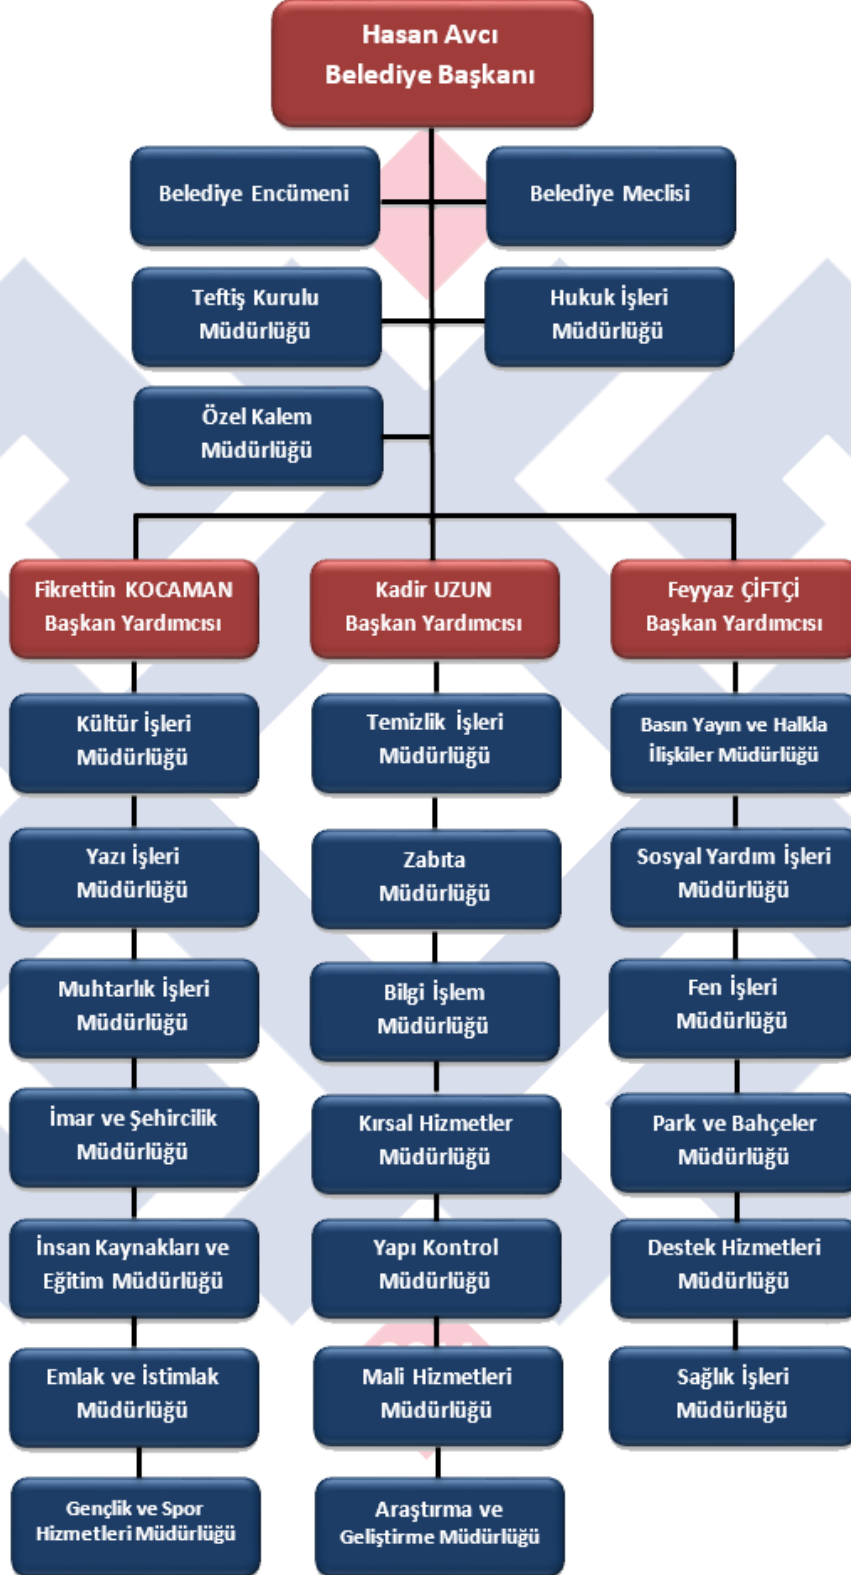 Hasan Avcı
Belediye Başkanı
Belediye Encümeni
Belediye Meclisi
Teftiş Kurulu
Müdürlüğü
Hukuk İşleri
Müdürlüğü
Özel Kalem
Müdürlüğü
Fikrettin KOCAMAN
Başkan Yardımcısı
Kadir UZUN
Başkan Yardımcısı
Feyyaz ÇİFTÇİ
Başkan Yardımcısı
Kültür İşleri
Müdürlüğü
Yazı İşleri
Müdürlüğü
Muhtarlık İşleri
Müdürlüğü
İmar ve Şehircilik
Müdürlüğü
İnsan Kaynakları ve
Eğitim Müdürlüğü
Emlak ve İstimlak
Müdürlüğü
Gençlik ve Spor
Hizmetleri Müdürlüğü
Temizlik İşleri
Müdürlüğü
Zabıta
Müdürlüğü
Bilgi İşlem
Müdürlüğü
Kırsal Hizmetler
Müdürlüğü
Yapı Kontrol
Müdürlüğü
Mali Hizmetleri
Müdürlüğü
Araştırma ve
Geliştirme Müdürlüğü
Basın Yayın ve Halkla
İlişkiler Müdürlüğü
Sosyal Yardım İşleri
Müdürlüğü
Fen İşleri
Müdürlüğü
Park ve Bahçeler
Müdürlüğü
Destek Hizmetleri
Müdürlüğü
Sağlık İşleri
Müdürlüğü